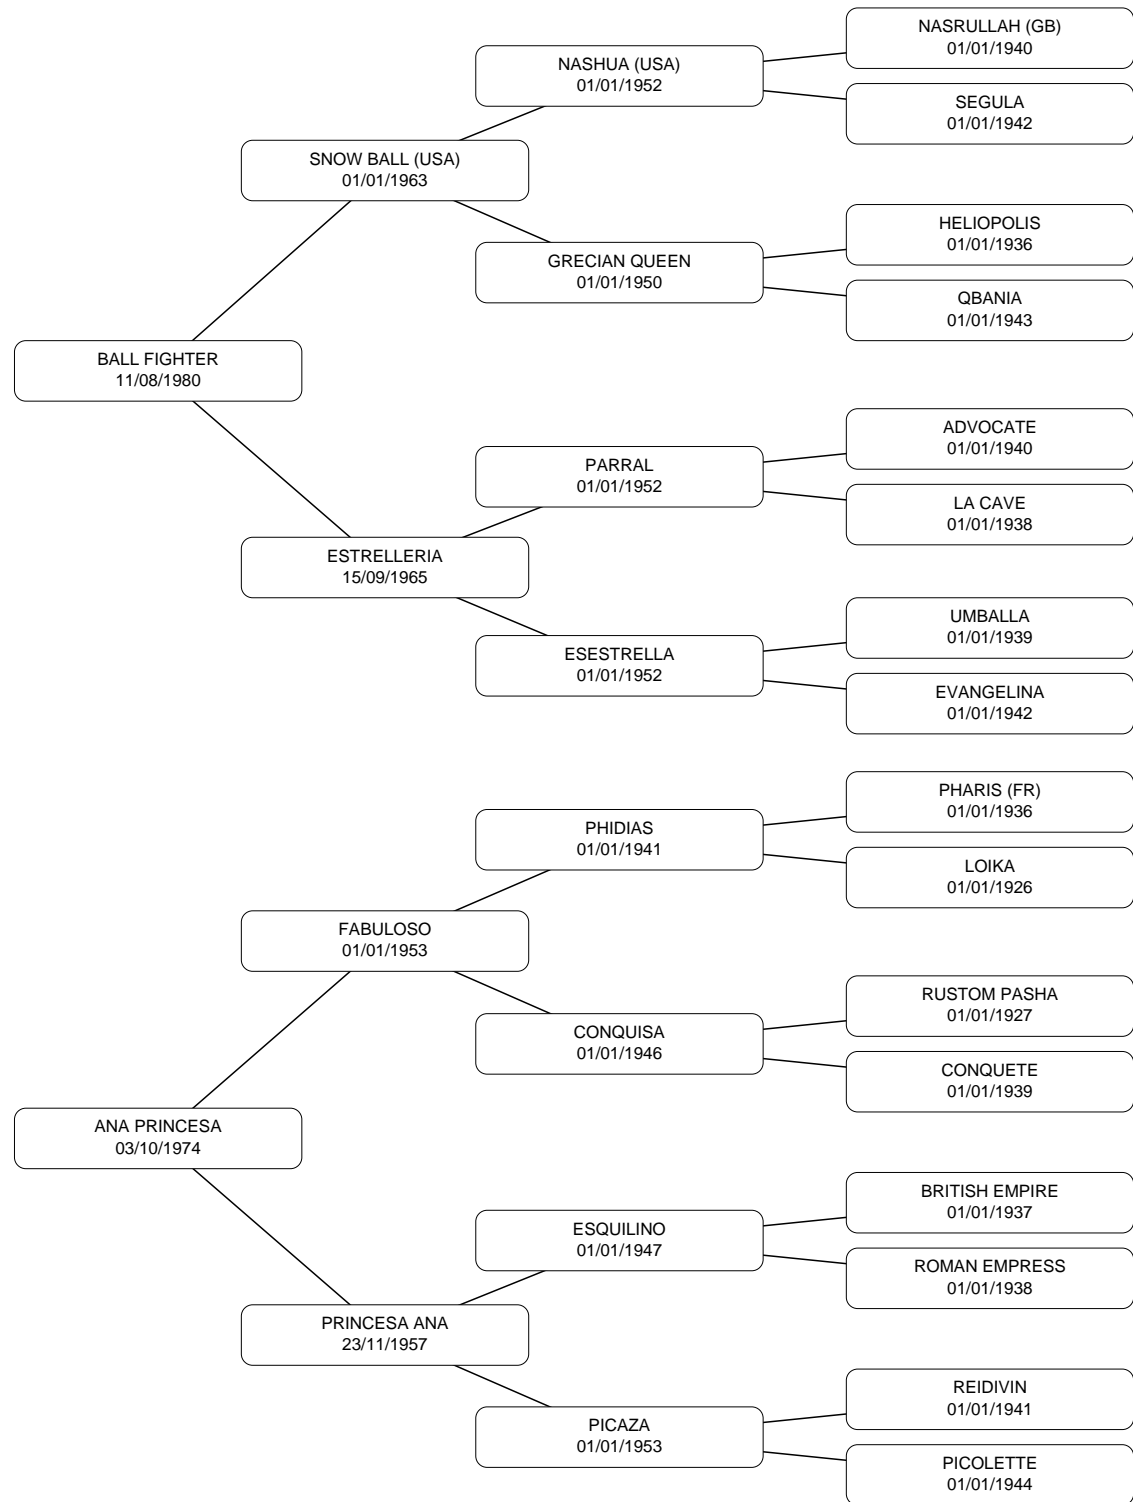 NASRULLAH (GB)
01/01/1940
NASHUA (USA)
01/01/1952
SEGULA
01/01/1942
SNOW BALL (USA)
01/01/1963
HELIOPOLIS
01/01/1936
GRECIAN QUEEN
01/01/1950
QBANIA
01/01/1943
BALL FIGHTER
11/08/1980
ADVOCATE
01/01/1940
PARRAL
01/01/1952
LA CAVE
01/01/1938
ESTRELLERIA
15/09/1965
UMBALLA
01/01/1939
ESESTRELLA
01/01/1952
EVANGELINA
01/01/1942
PHARIS (FR)
01/01/1936
PHIDIAS
01/01/1941
LOIKA
01/01/1926
FABULOSO
01/01/1953
RUSTOM PASHA
01/01/1927
CONQUISA
01/01/1946
CONQUETE
01/01/1939
ANA PRINCESA
03/10/1974
BRITISH EMPIRE
01/01/1937
ESQUILINO
01/01/1947
ROMAN EMPRESS
01/01/1938
PRINCESA ANA
23/11/1957
REIDIVIN
01/01/1941
PICAZA
01/01/1953
PICOLETTE
01/01/1944